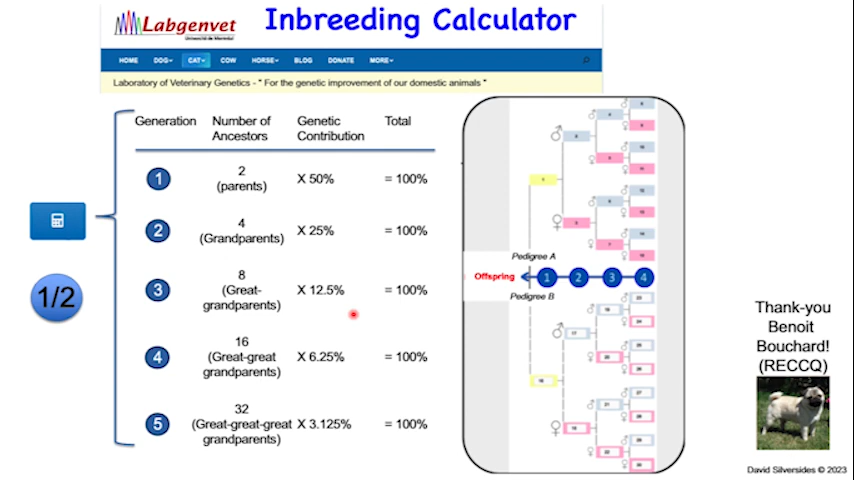 Labgenvet
Université de Montréal
Inbreeding Calculator
HOME DOG CAT COW HORSE BLOG DONATE MORE
Laboratory of Veterinary Genetics - " For the genetic improvement of our domestic animals "
Generation Number of Ancestors Genetic Contribution Total
1 2 (parents) X 50% = 100%
2 4 (Grandparents) X 25% = 100%
3 8 (Great-grandparents) X 12.5% = 100%
4 16 (Great-great grandparents) X 6.25% = 100%
5 32 (Great-great-great grandparents) X 3.125% = 100%
1/2
Pedigree A
Offspring 1 2 3 4
Pedigree B
Thank-you
Benoit
Bouchard!
(RECCQ)
David Silversides © 2023